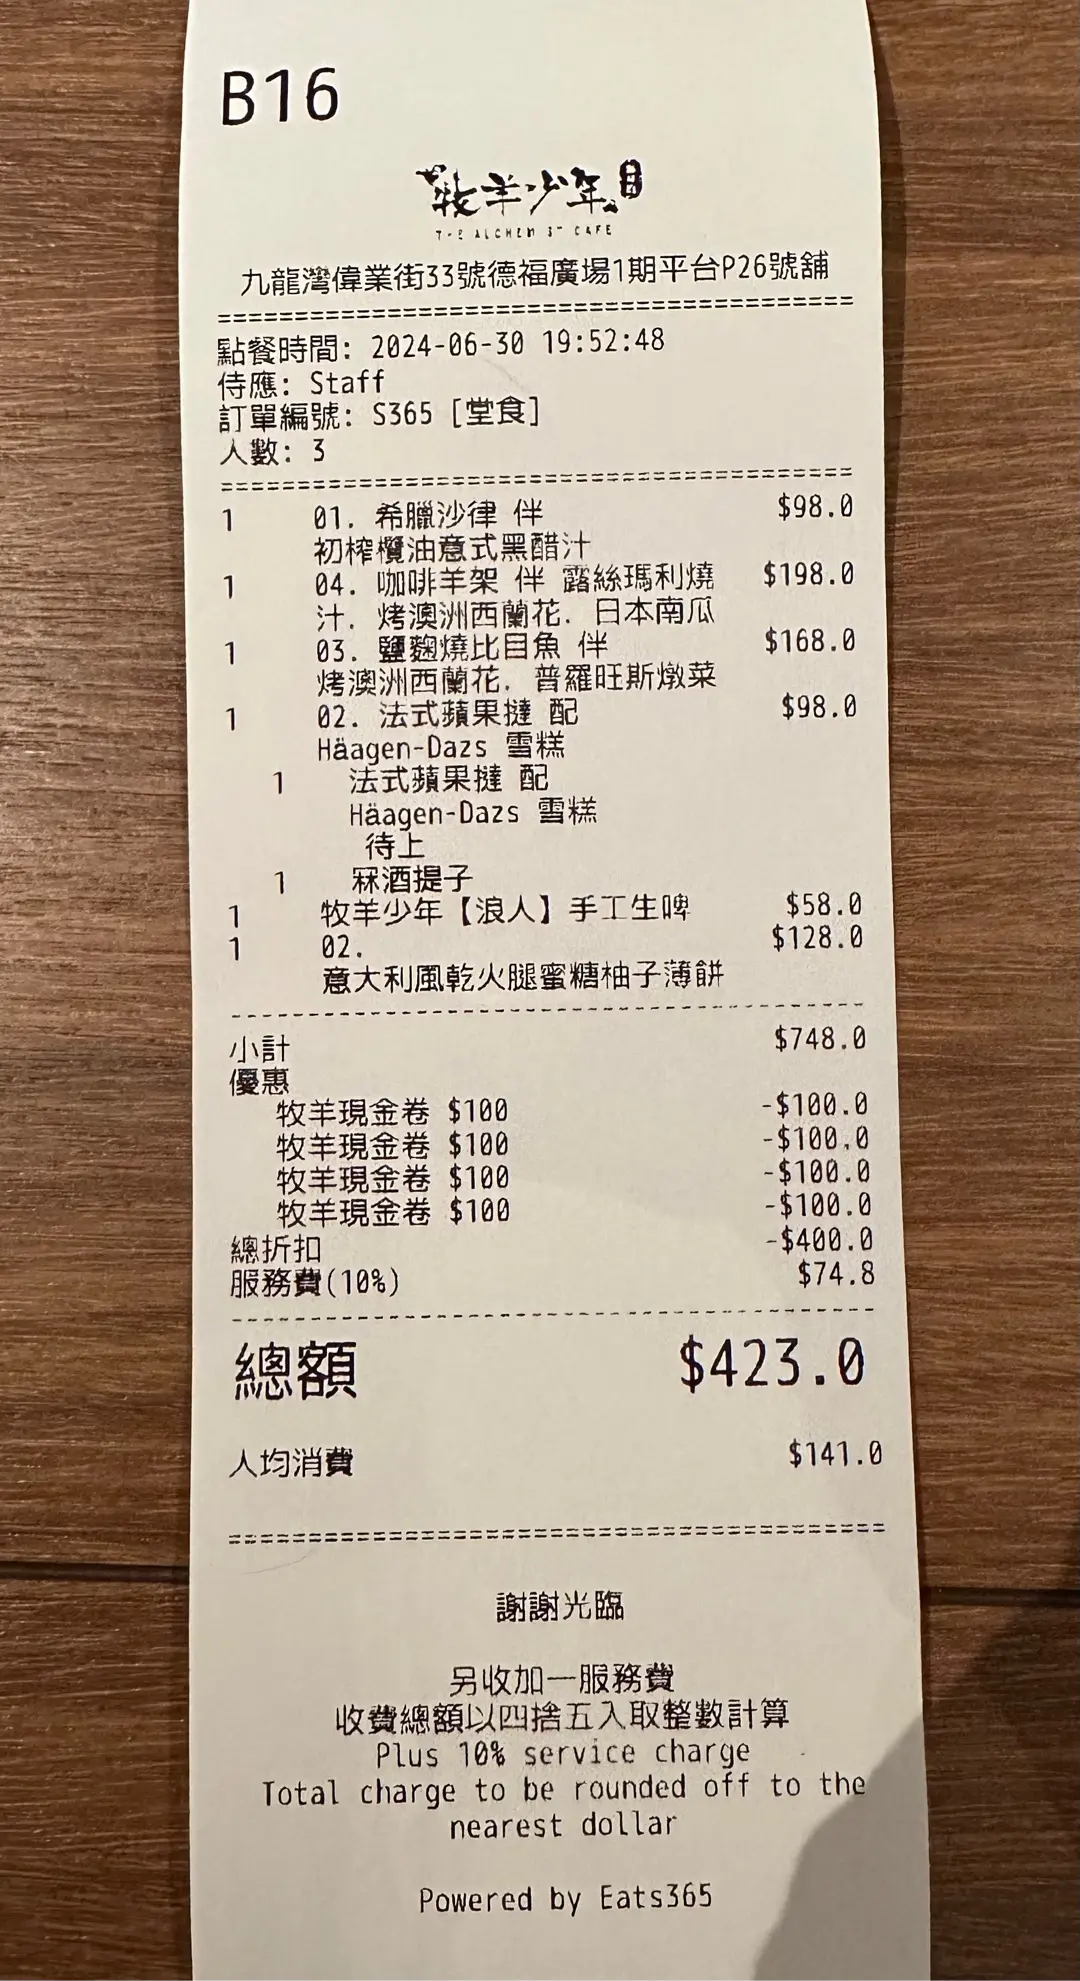 B16
牧羊少年
THE ALCHEMIST CAFE
九龍灣偉業街33號德福廣場1期平台P26號舖
點餐時間: 2024-06-30 19:52:48
侍應: Staff
訂單編號: S365 [堂食]
人數: 3
1 01. 希臘沙律 伴 $98.0
初榨欖油意式黑醋汁
1 04. 咖啡羊架 伴 露絲瑪利燒 $198.0
汁, 烤澳洲西蘭花, 日本南瓜
1 03. 鹽麴燒比目魚 伴 $168.0
烤澳洲西蘭花, 普羅旺斯燉菜
1 02. 法式蘋果撻 配 $98.0
Häagen-Dazs 雪糕
1 法式蘋果撻 配
Häagen-Dazs 雪糕
待上
1 冧酒提子
1 牧羊少年【浪人】手工生啤 $58.0
1 02. $128.0
意大利風乾火腿蜜糖柚子薄餅
小計 $748.0
優惠
牧羊現金卷 $100 -$100.0
牧羊現金卷 $100 -$100.0
牧羊現金卷 $100 -$100.0
牧羊現金卷 $100 -$100.0
總折扣 -$400.0
服務費(10%) $74.8
總額 $423.0
人均消費 $141.0
謝謝光臨
另收加一服務費
收費總額以四捨五入取整數計算
Plus 10% service charge
Total charge to be rounded off to the
nearest dollar
Powered by Eats365